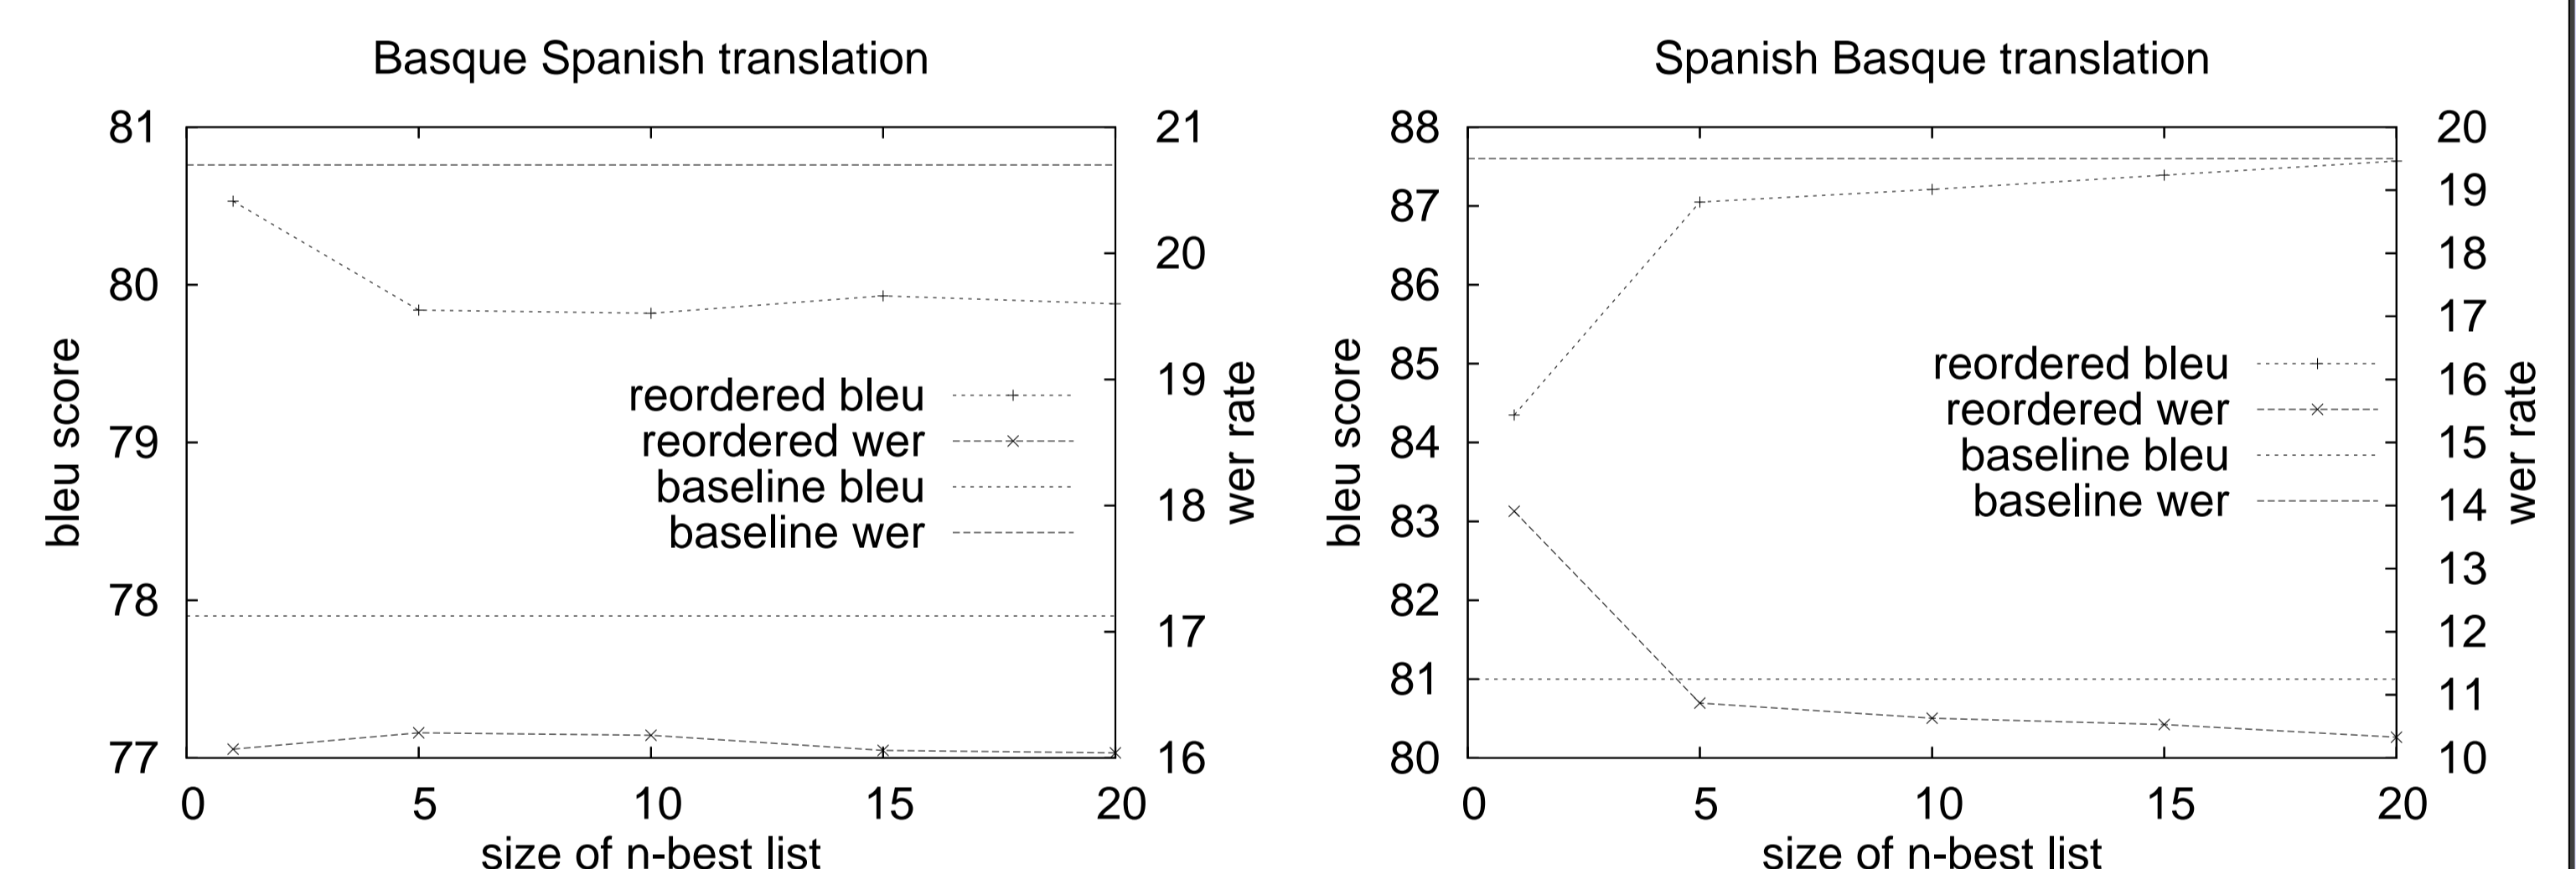 Basque Spanish translation
81
80
79
78
77
bleu score
21
20
19
18
17
16
wer rate
reordered bleu
reordered wer
baseline bleu
baseline wer
0 5 10 15 20
size of n-best list
Spanish Basque translation
88
87
86
85
84
83
82
81
80
bleu score
20
19
18
17
16
15
14
13
12
11
10
wer rate
reordered bleu
reordered wer
baseline bleu
baseline wer
0 5 10 15 20
size of n-best list